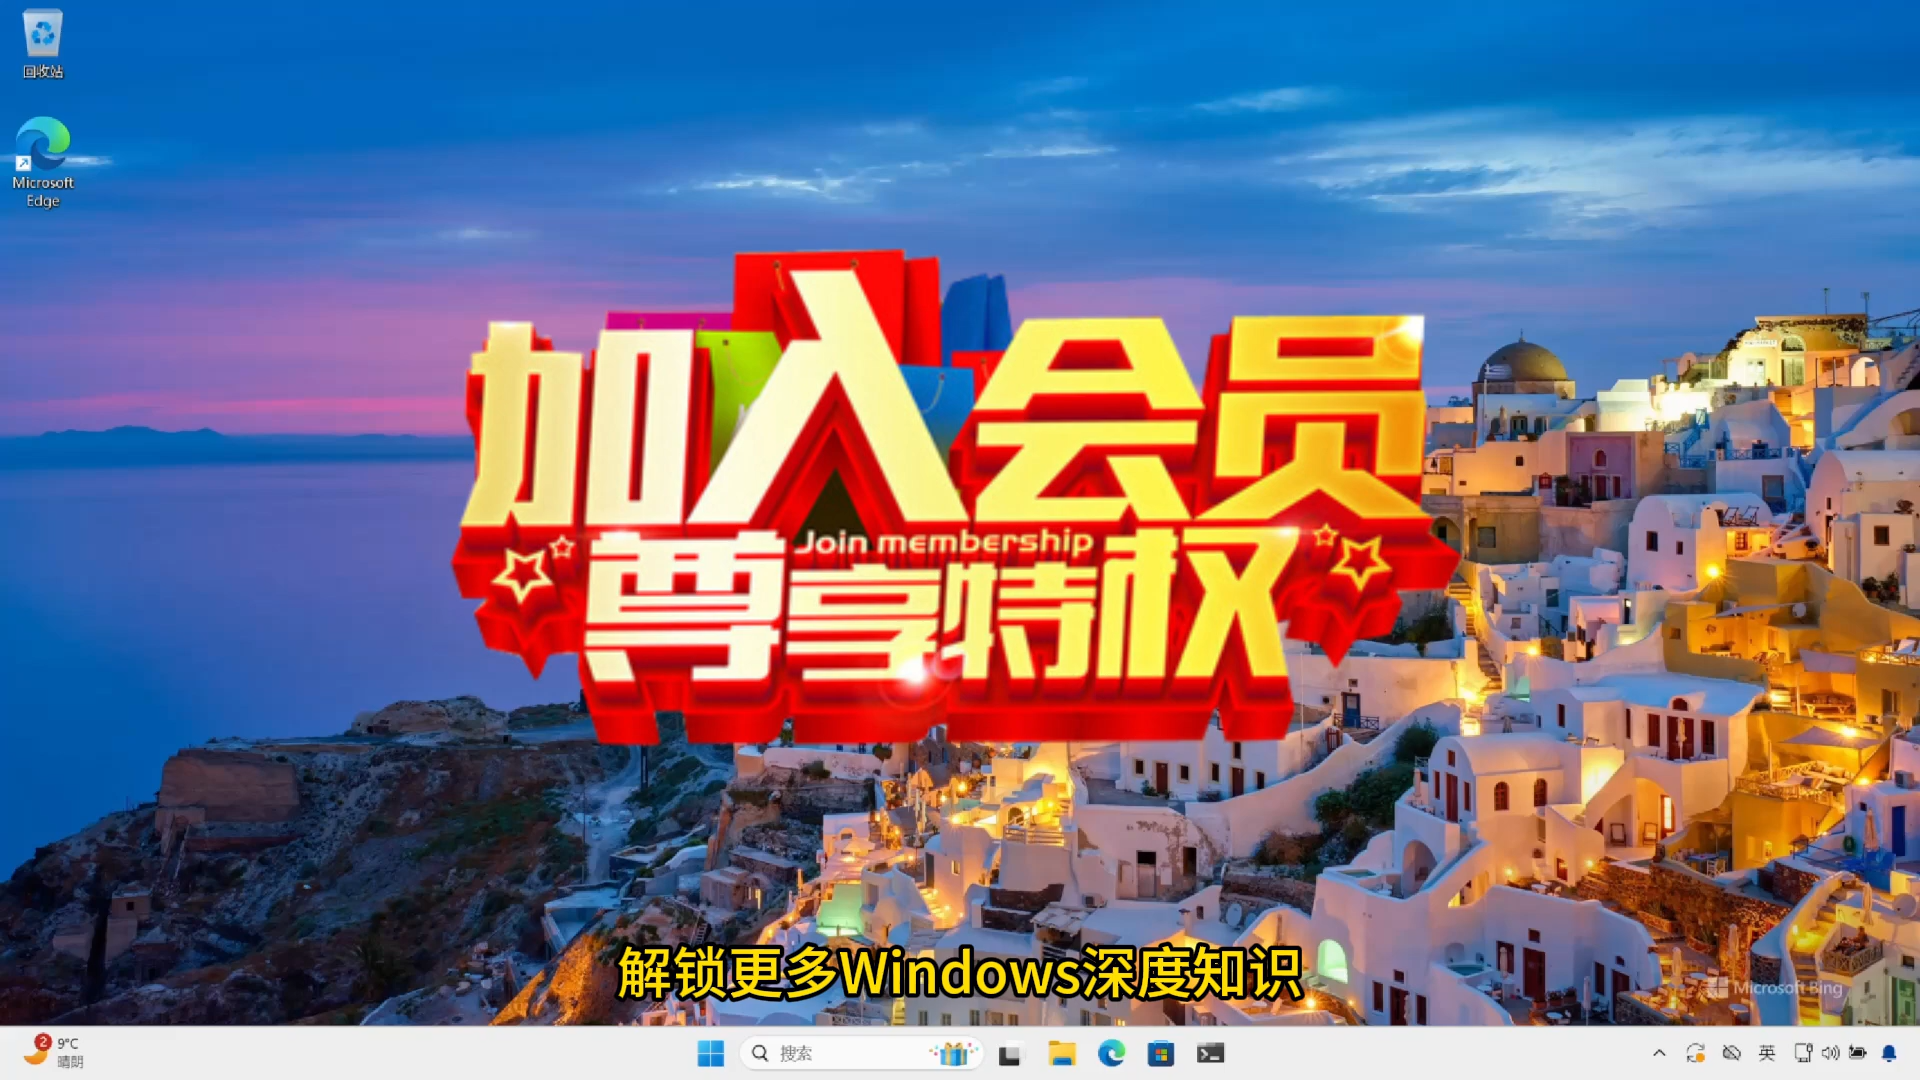 回收站
Microsoft
Edge
加入会员
Join membership
尊享特权
解锁更多Windows深度知识
Microsoft Bing
2
9°C
晴朗
搜索
英